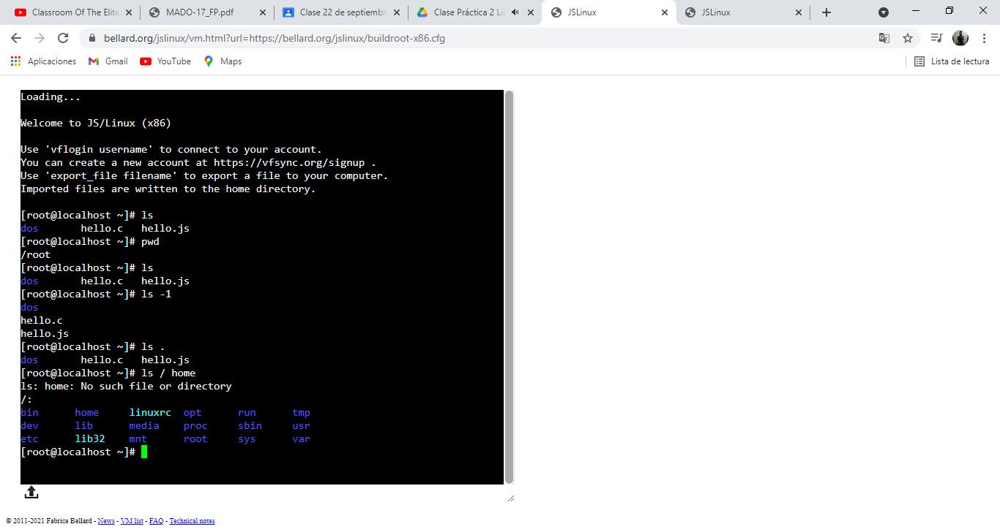 Classroom Of The Elite
MADO-17_FP.pdf
Clase 22 de septiembre
Clase Práctica 2 Lin
JSLinux
JSLinux
bellard.org/jslinux/vm.html?url=https://bellard.org/jslinux/buildroot-x86.cfg
Aplicaciones Gmail YouTube Maps Lista de lectura
Loading...
Welcome to JS/Linux (x86)
Use 'vflogin username' to connect to your account.
You can create a new account at https://vfsync.org/signup .
Use 'export_file filename' to export a file to your computer.
Imported files are written to the home directory.
[root@localhost ~]# ls
dos hello.c hello.js
[root@localhost ~]# pwd
/root
[root@localhost ~]# ls
dos hello.c hello.js
[root@localhost ~]# ls -1
dos
hello.c
hello.js
[root@localhost ~]# ls .
dos hello.c hello.js
[root@localhost ~]# ls / home
ls: home: No such file or directory
/:
bin home linuxrc opt run tmp
dev lib media proc sbin usr
etc lib32 mnt root sys var
[root@localhost ~]#
© 2011-2021 Fabrice Bellard - News - VM list - FAQ - Technical notes